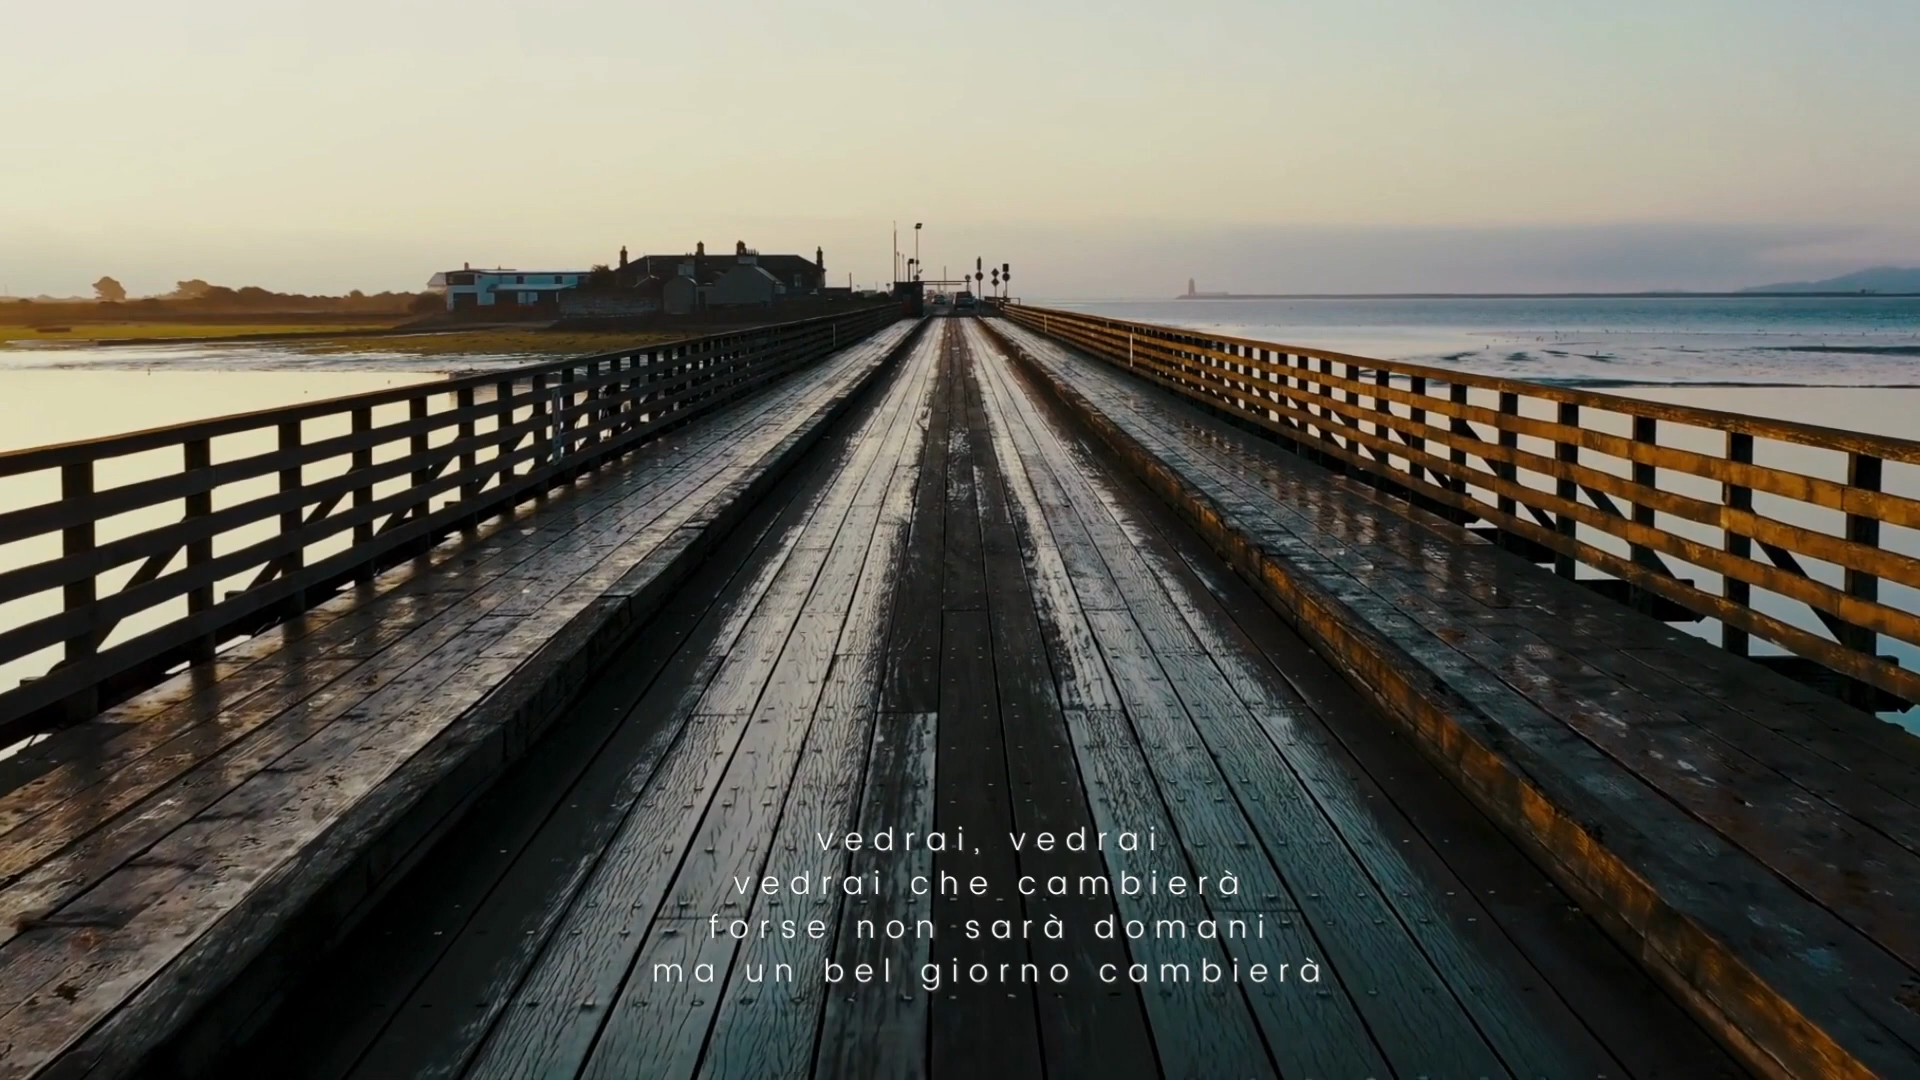 vedrai, vedrai
vedrai che cambierà
forse non sarà domani
ma un bel giorno cambierà